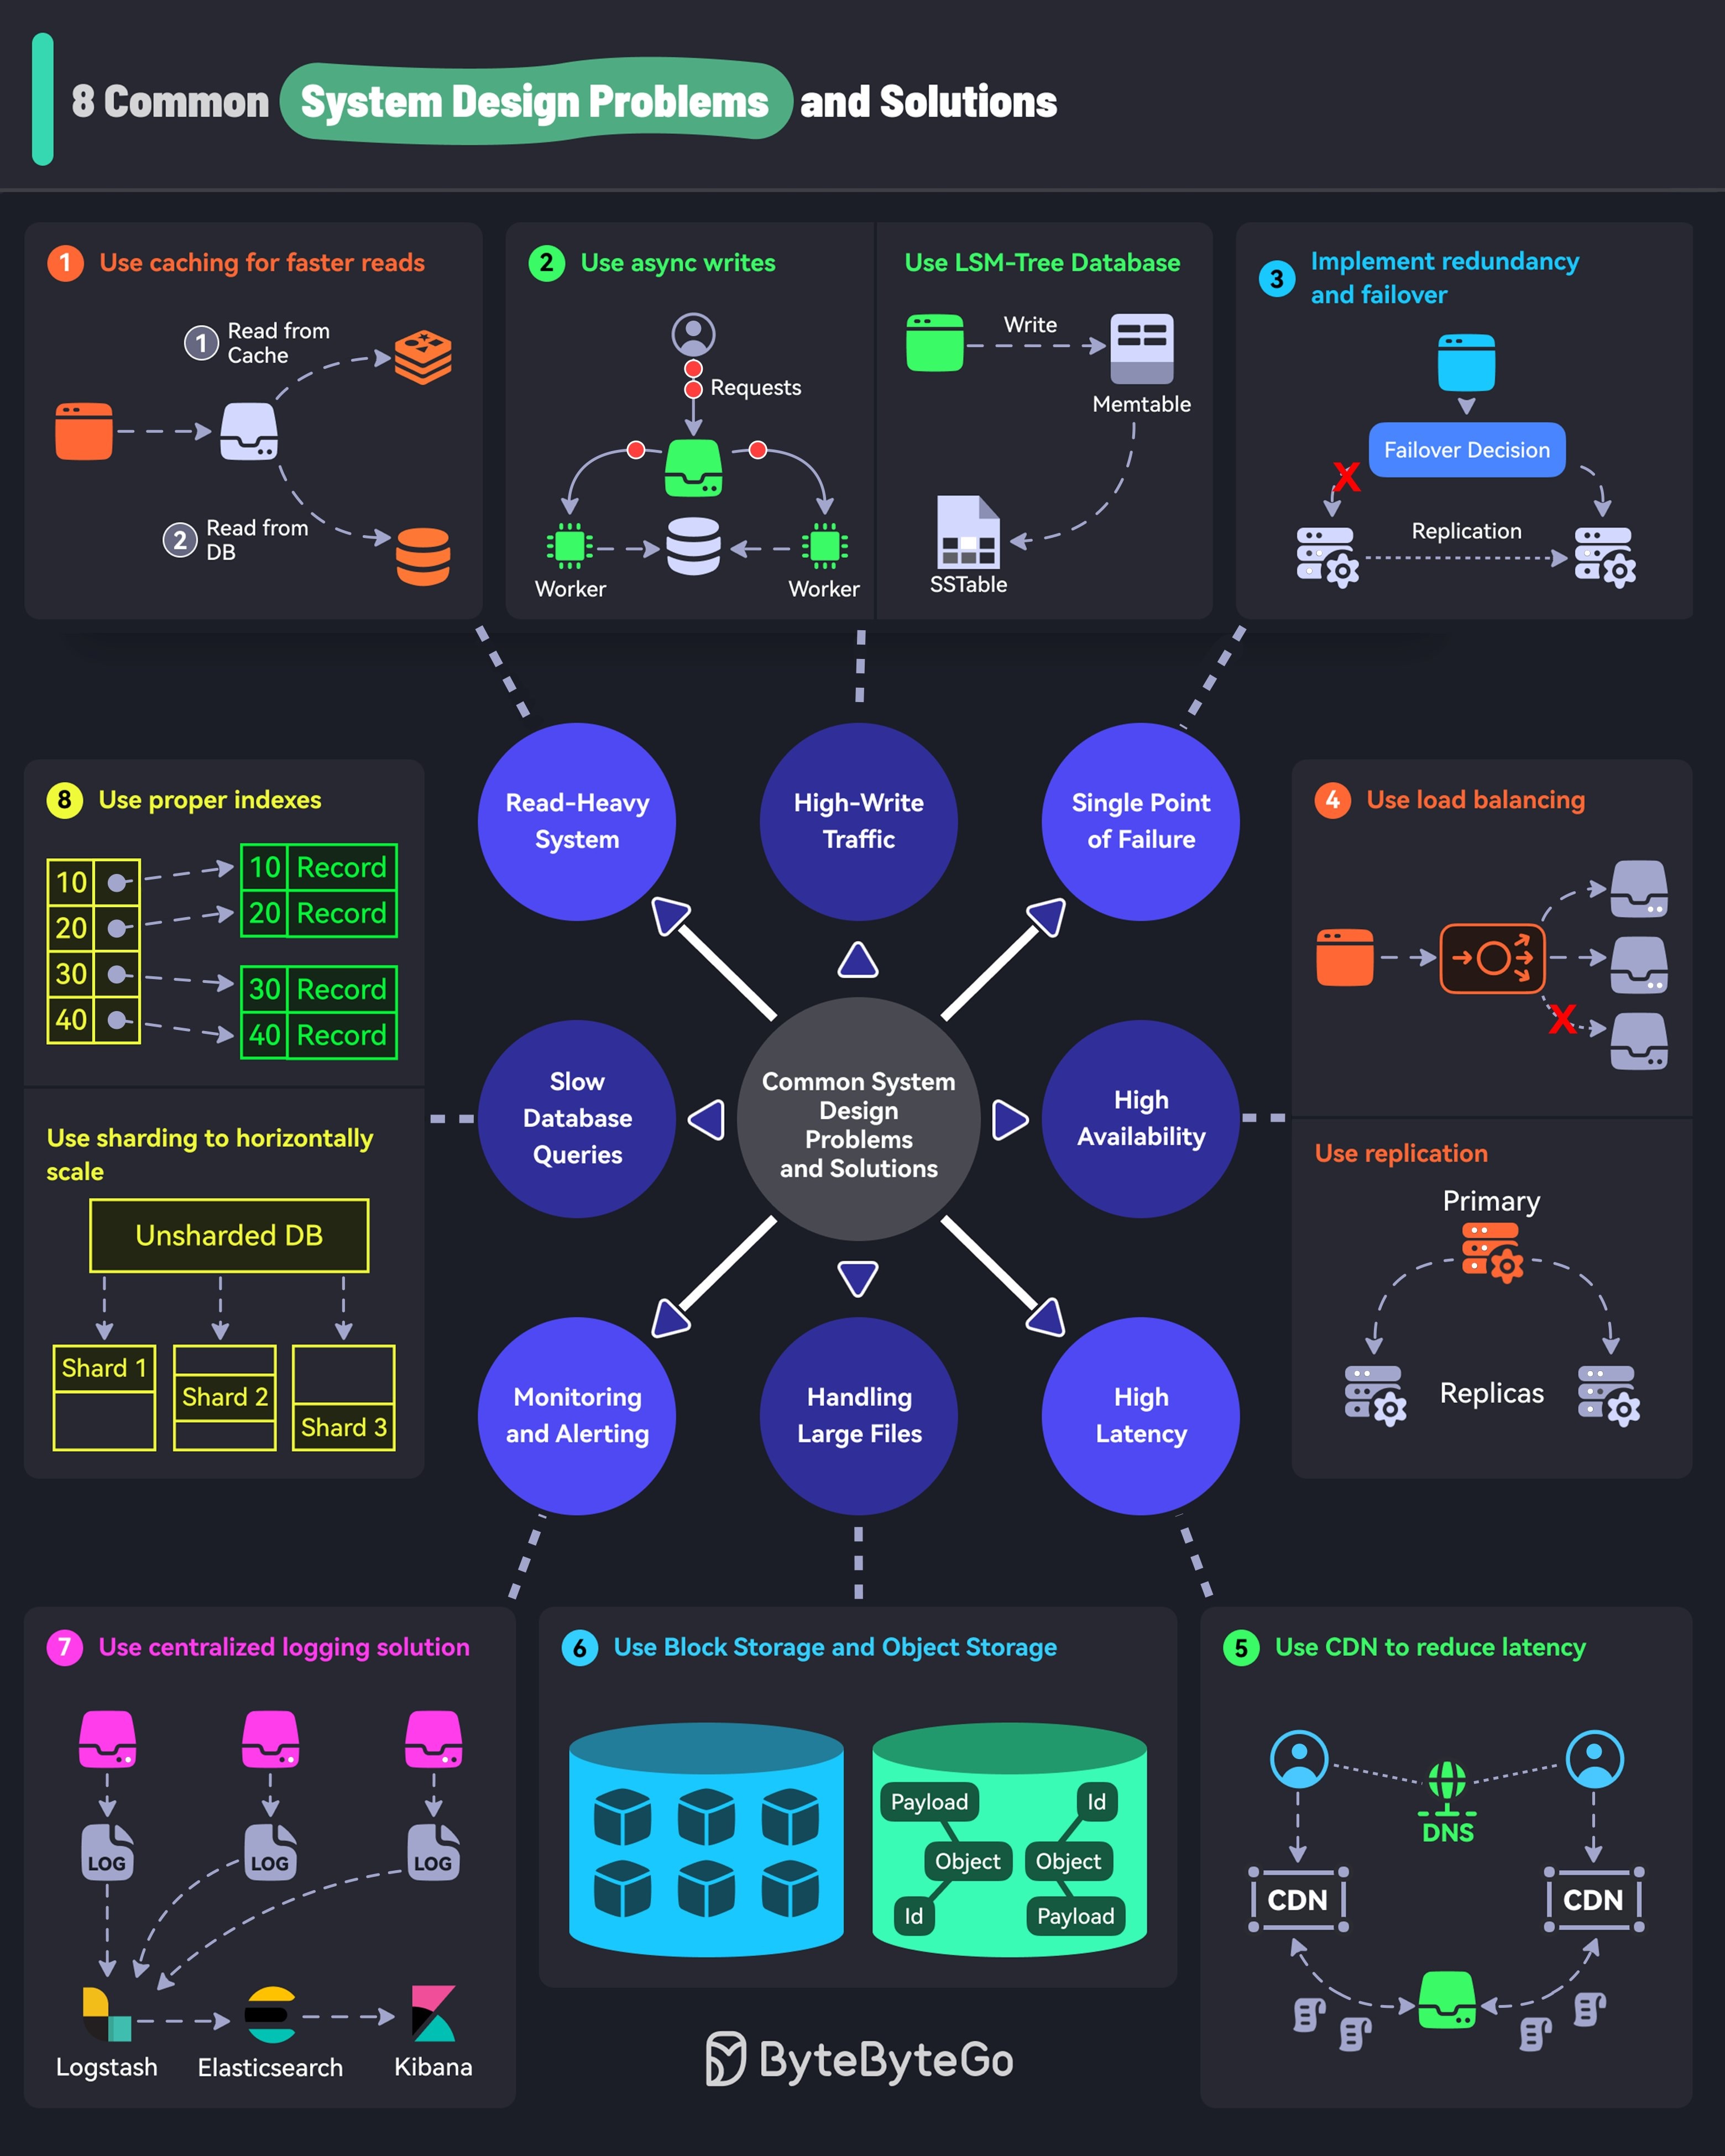 8 Common System Design Problems and Solutions
1 Use caching for faster reads
1 Read from
Cache
2 Read from
DB
2 Use async writes
Requests
Worker
Worker
Use LSM-Tree Database
Write
Memtable
SSTable
3 Implement redundancy
and failover
Failover Decision
X
Replication
Read-Heavy
System
High-Write
Traffic
Single Point
of Failure
8 Use proper indexes
10
20
30
40
10 Record
20 Record
30 Record
40 Record
Use sharding to horizontally
scale
Unsharded DB
Shard 1
Shard 2
Shard 3
Slow
Database
Queries
Common System
Design
Problems
and Solutions
High
Availability
4 Use load balancing
X
Use replication
Primary
Replicas
Monitoring
and Alerting
Handling
Large Files
High
Latency
7 Use centralized logging solution
LOG
LOG
LOG
Logstash
Elasticsearch
Kibana
6 Use Block Storage and Object Storage
Payload
Id
Object
Object
Id
Payload
5 Use CDN to reduce latency
DNS
CDN
CDN
ByteByteGo